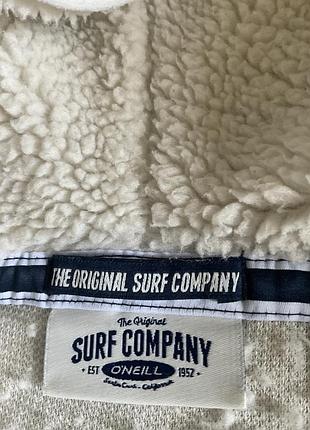 THE ORIGINAL SURF COMPANY
The Original
SURF COMPANY
EST O'NEILL 1952
Santa Cruz - California